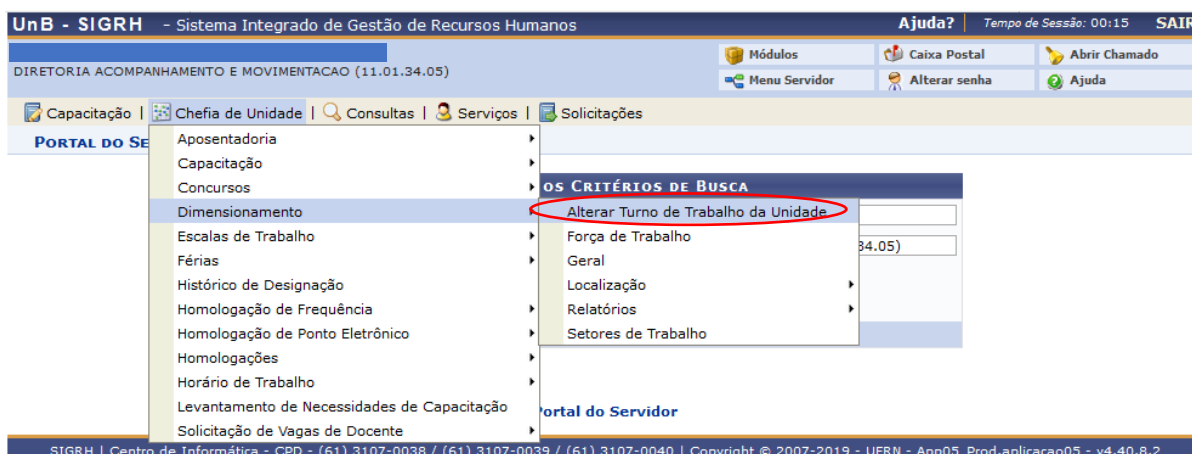 UnB - SIGRH - Sistema Integrado de Gestão de Recursos Humanos Ajuda? Tempo de Sessão: 00:15 SAIR
Módulos Caixa Postal Abrir Chamado
DIRETORIA ACOMPANHAMENTO E MOVIMENTACAO (11.01.34.05)
Menu Servidor Alterar senha Ajuda
Capacitação | Chefia de Unidade | Consultas | Serviços | Solicitações
PORTAL DO SE
Aposentadoria
Capacitação
Concursos
Dimensionamento
Escalas de Trabalho
Férias
Histórico de Designação
Homologação de Frequência
Homologação de Ponto Eletrônico
Homologações
Horário de Trabalho
Levantamento de Necessidades de Capacitação
Solicitação de Vagas de Docente
OS CRITÉRIOS DE BUSCA
Alterar Turno de Trabalho da Unidade
Força de Trabalho
34.05)
Geral
Localização
Relatórios
Setores de Trabalho
Portal do Servidor
SIGRH | Centro de Informática - CPD - (61) 3107-0038 / (61) 3107-0039 / (61) 3107-0040 | Copyright © 2007-2019 - UFRN - App05_Prod.aplicacao05 - v4.40.8.2